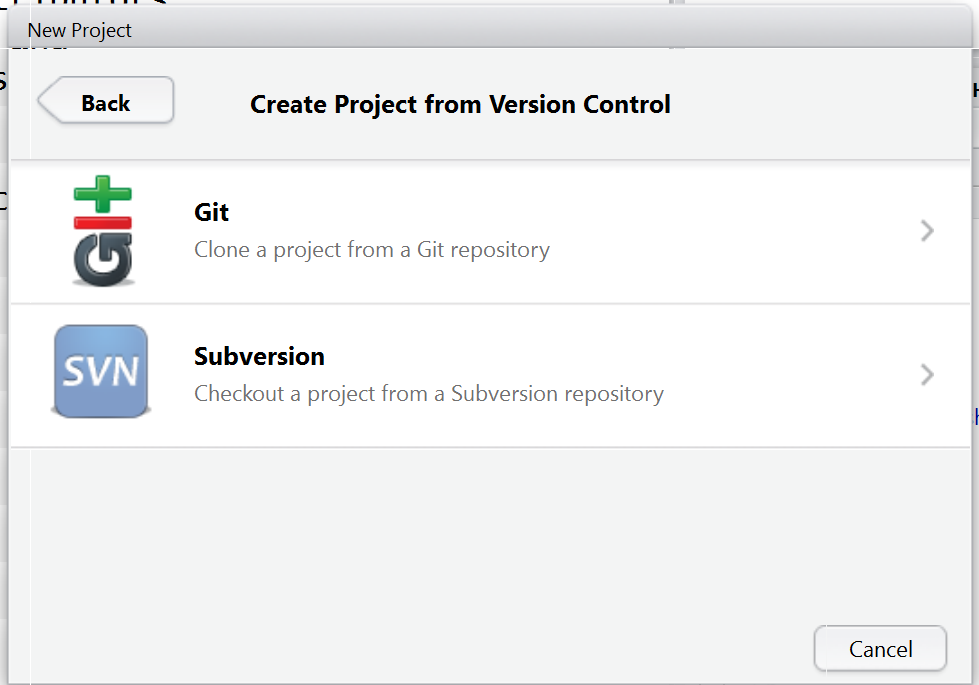 New Project
Back
Create Project from Version Control
Git
Clone a project from a Git repository
SVN
Subversion
Checkout a project from a Subversion repository
Cancel